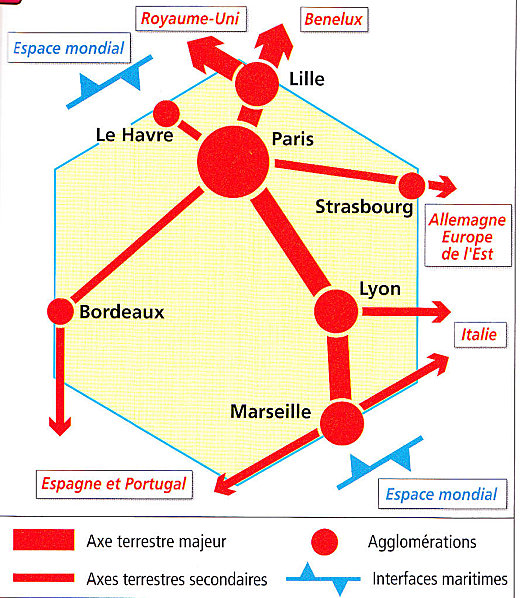 Royaume-Uni
Benelux
Espace mondial
Lille
Le Havre
Paris
Strasbourg
Allemagne
Europe
de l'Est
Lyon
Bordeaux
Italie
Marseille
Espagne et Portugal
Espace mondial
Axe terrestre majeur
Agglomérations
Axes terrestres secondaires
Interfaces maritimes